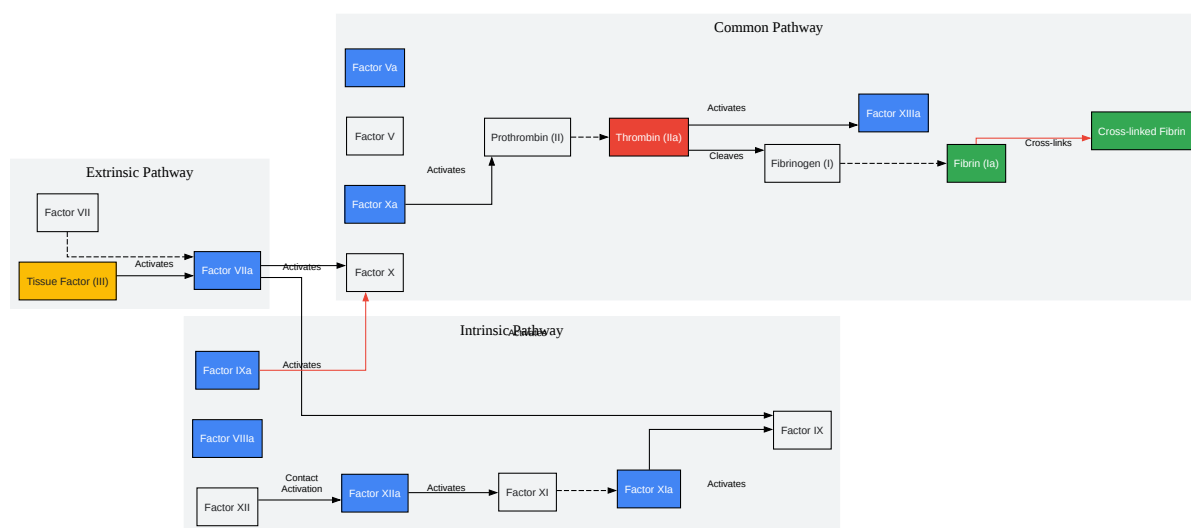 Common Pathway
Factor Va
Factor V
Prothrombin (II)
Thrombin (IIa)
Activates
Factor XIIIa
Cross-linked Fibrin
Cleaves
Fibrinogen (I)
Fibrin (Ia)
Cross-links
Activates
Factor Xa
Factor X
Extrinsic Pathway
Factor VII
Tissue Factor (III)
Activates
Factor VIIa
Activates
Intrinsic Pathway
Activates
Factor IXa
Activates
Factor VIIIa
Factor IX
Factor XII
Contact
Activation
Factor XIIa
Activates
Factor XI
Factor XIa
Activates